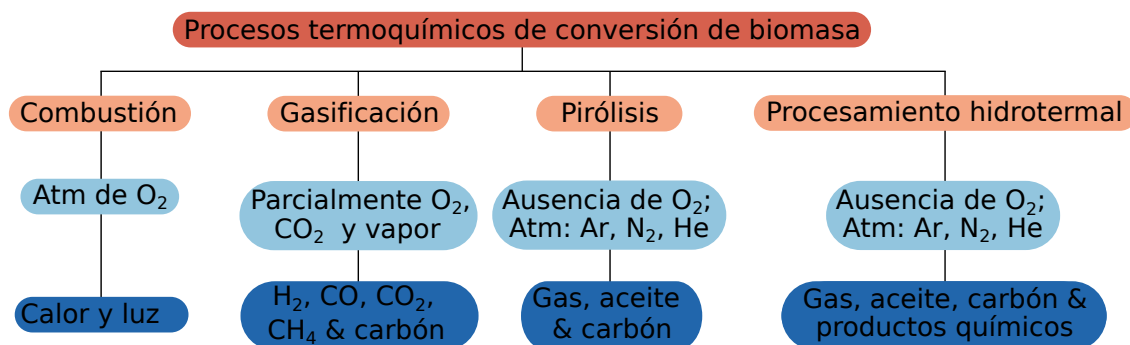 Procesos termoquímicos de conversión de biomasa
Combustión
Gasificación
Pirólisis
Procesamiento hidrotermal
Atm de O₂
Parcialmente O₂,
CO₂ y vapor
Ausencia de O₂;
Atm: Ar, N₂, He
Ausencia de O₂;
Atm: Ar, N₂, He
Calor y luz
H₂, CO, CO₂,
CH₄ & carbón
Gas, aceite
& carbón
Gas, aceite, carbón &
productos químicos